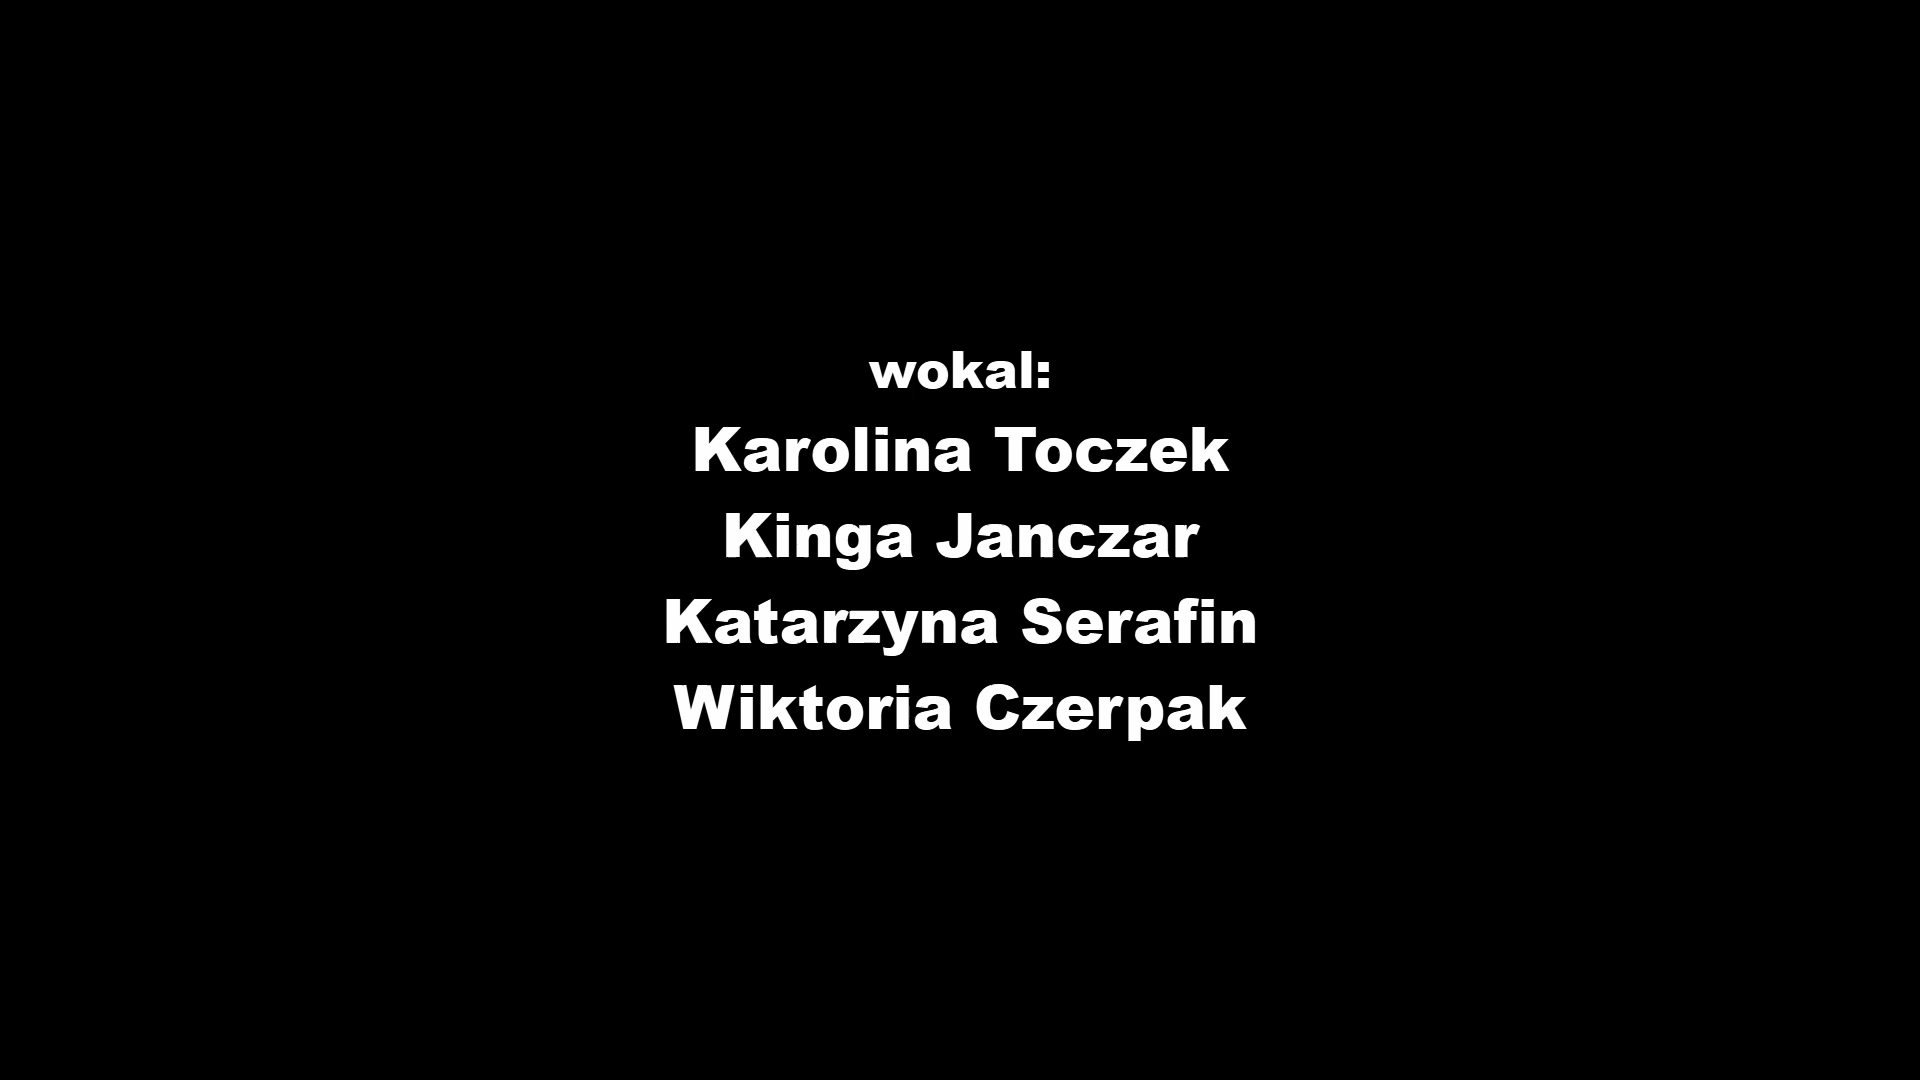 wokal:
Karolina Toczek
Kinga Janczar
Katarzyna Serafin
Wiktoria Czerpak